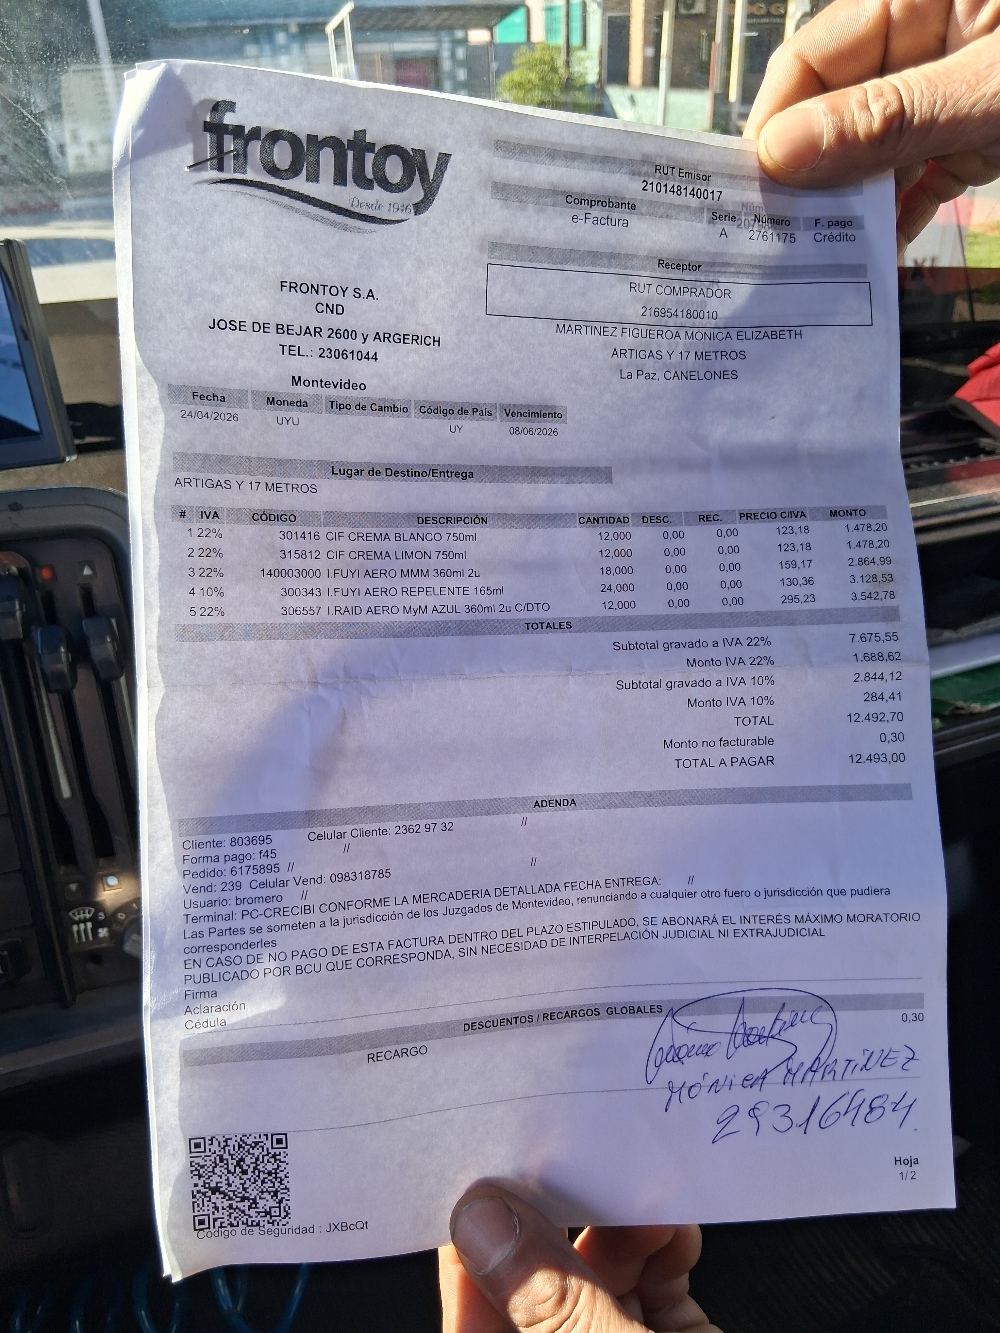 frontoy
Desde 1916
RUT Emisor
210148140017
Comprobante Serie Número F. pago
e-Factura A 2761175 Crédito
Receptor
RUT COMPRADOR
216954180010
MARTINEZ FIGUEROA MONICA ELIZABETH
ARTIGAS Y 17 METROS
La Paz, CANELONES
FRONTOY S.A.
CND
JOSE DE BEJAR 2600 y ARGERICH
TEL.: 23061044
Montevideo
Fecha Moneda Tipo de Cambio Código de País Vencimiento
24/04/2026 UYU UY 08/06/2026
Lugar de Destino/Entrega
ARTIGAS Y 17 METROS
# IVA CÓDIGO DESCRIPCIÓN CANTIDAD DESC. REC. PRECIO C/IVA MONTO
1 22% 301416 CIF CREMA BLANCO 750ml 12,000 0,00 0,00 123,18 1.478,20
2 22% 315812 CIF CREMA LIMON 750ml 12,000 0,00 0,00 123,18 1.478,20
3 22% 140003000 I.FUYI AERO MMM 360ml 2u 18,000 0,00 0,00 159,17 2.864,99
4 10% 300343 I.FUYI AERO REPELENTE 165ml 24,000 0,00 0,00 130,36 3.128,53
5 22% 306557 I.RAID AERO MyM AZUL 360ml 2u C/DTO 12,000 0,00 0,00 295,23 3.542,78
TOTALES
Subtotal gravado a IVA 22% 7.675,55
Monto IVA 22% 1.688,62
Subtotal gravado a IVA 10% 2.844,12
Monto IVA 10% 284,41
TOTAL 12.492,70
Monto no facturable 0,30
TOTAL A PAGAR 12.493,00
ADENDA
Cliente: 803695 Celular Cliente: 2362 97 32 //
Forma pago: f45 //
Pedido: 6175895 //
Vend: 239 Celular Vend: 098318785 //
Usuario: bromero //
Terminal: PC-CRECIBI CONFORME LA MERCADERIA DETALLADA FECHA ENTREGA: //
Las Partes se someten a la jurisdicción de los Juzgados de Montevideo, renunciando a cualquier otro fuero o jurisdicción que pudiera
corresponderles
EN CASO DE NO PAGO DE ESTA FACTURA DENTRO DEL PLAZO ESTIPULADO, SE ABONARÁ EL INTERÉS MÁXIMO MORATORIO
PUBLICADO POR BCU QUE CORRESPONDA, SIN NECESIDAD DE INTERPELACIÓN JUDICIAL NI EXTRAJUDICIAL
Firma
Aclaración
Cédula
DESCUENTOS / RECARGOS GLOBALES
RECARGO 0,30
MÓNICA MARTÍNEZ
29316484.
Hoja
1/2
Código de Seguridad : JXBcQt